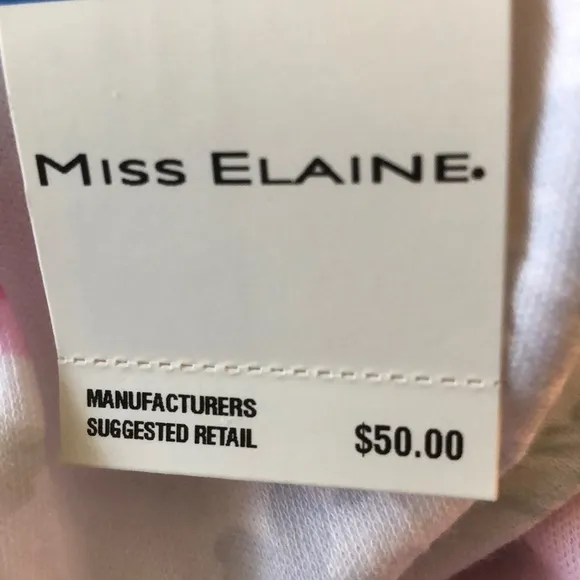 MISS ELAINE.
MANUFACTURERS
SUGGESTED RETAIL $50.00